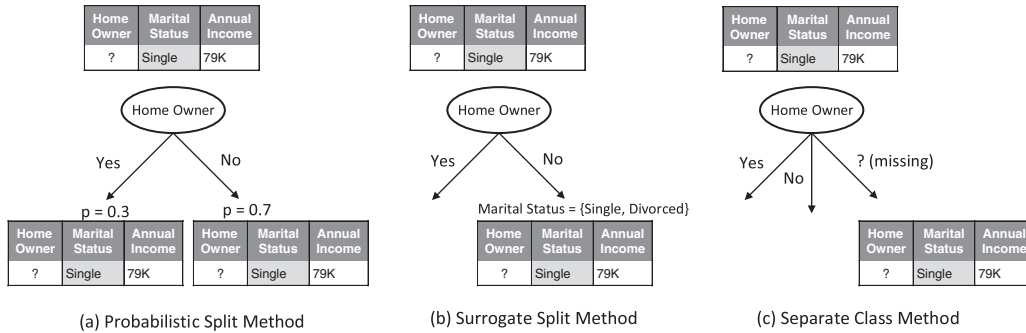 Home Owner Marital Status Annual Income
? Single 79K
Home Owner
Yes No
p = 0.3 p = 0.7
Home Owner Marital Status Annual Income
? Single 79K
Home Owner Marital Status Annual Income
? Single 79K
(a) Probabilistic Split Method
Home Owner Marital Status Annual Income
? Single 79K
Home Owner
Yes No
Marital Status = {Single, Divorced}
Home Owner Marital Status Annual Income
? Single 79K
(b) Surrogate Split Method
Home Owner Marital Status Annual Income
? Single 79K
Home Owner
Yes No ? (missing)
Home Owner Marital Status Annual Income
? Single 79K
(c) Separate Class Method